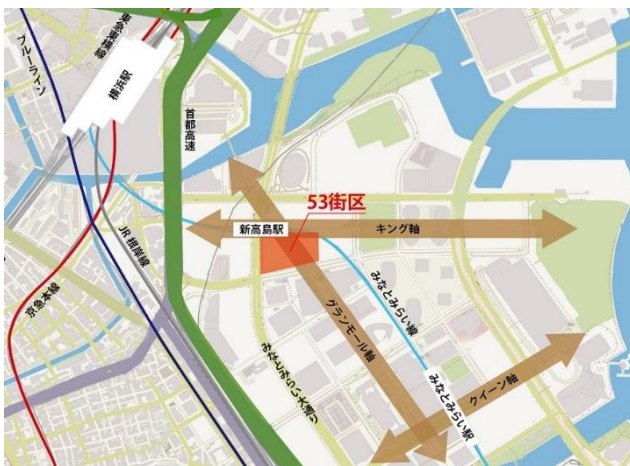 東急東横線
ブルーライン
横浜駅
首都高速
53街区
新高島駅
キング軸
JR 根岸線
京急本線
グランモール軸
みなとみらい線
みなとみらい大通り
みなとみらい駅
クイーン軸